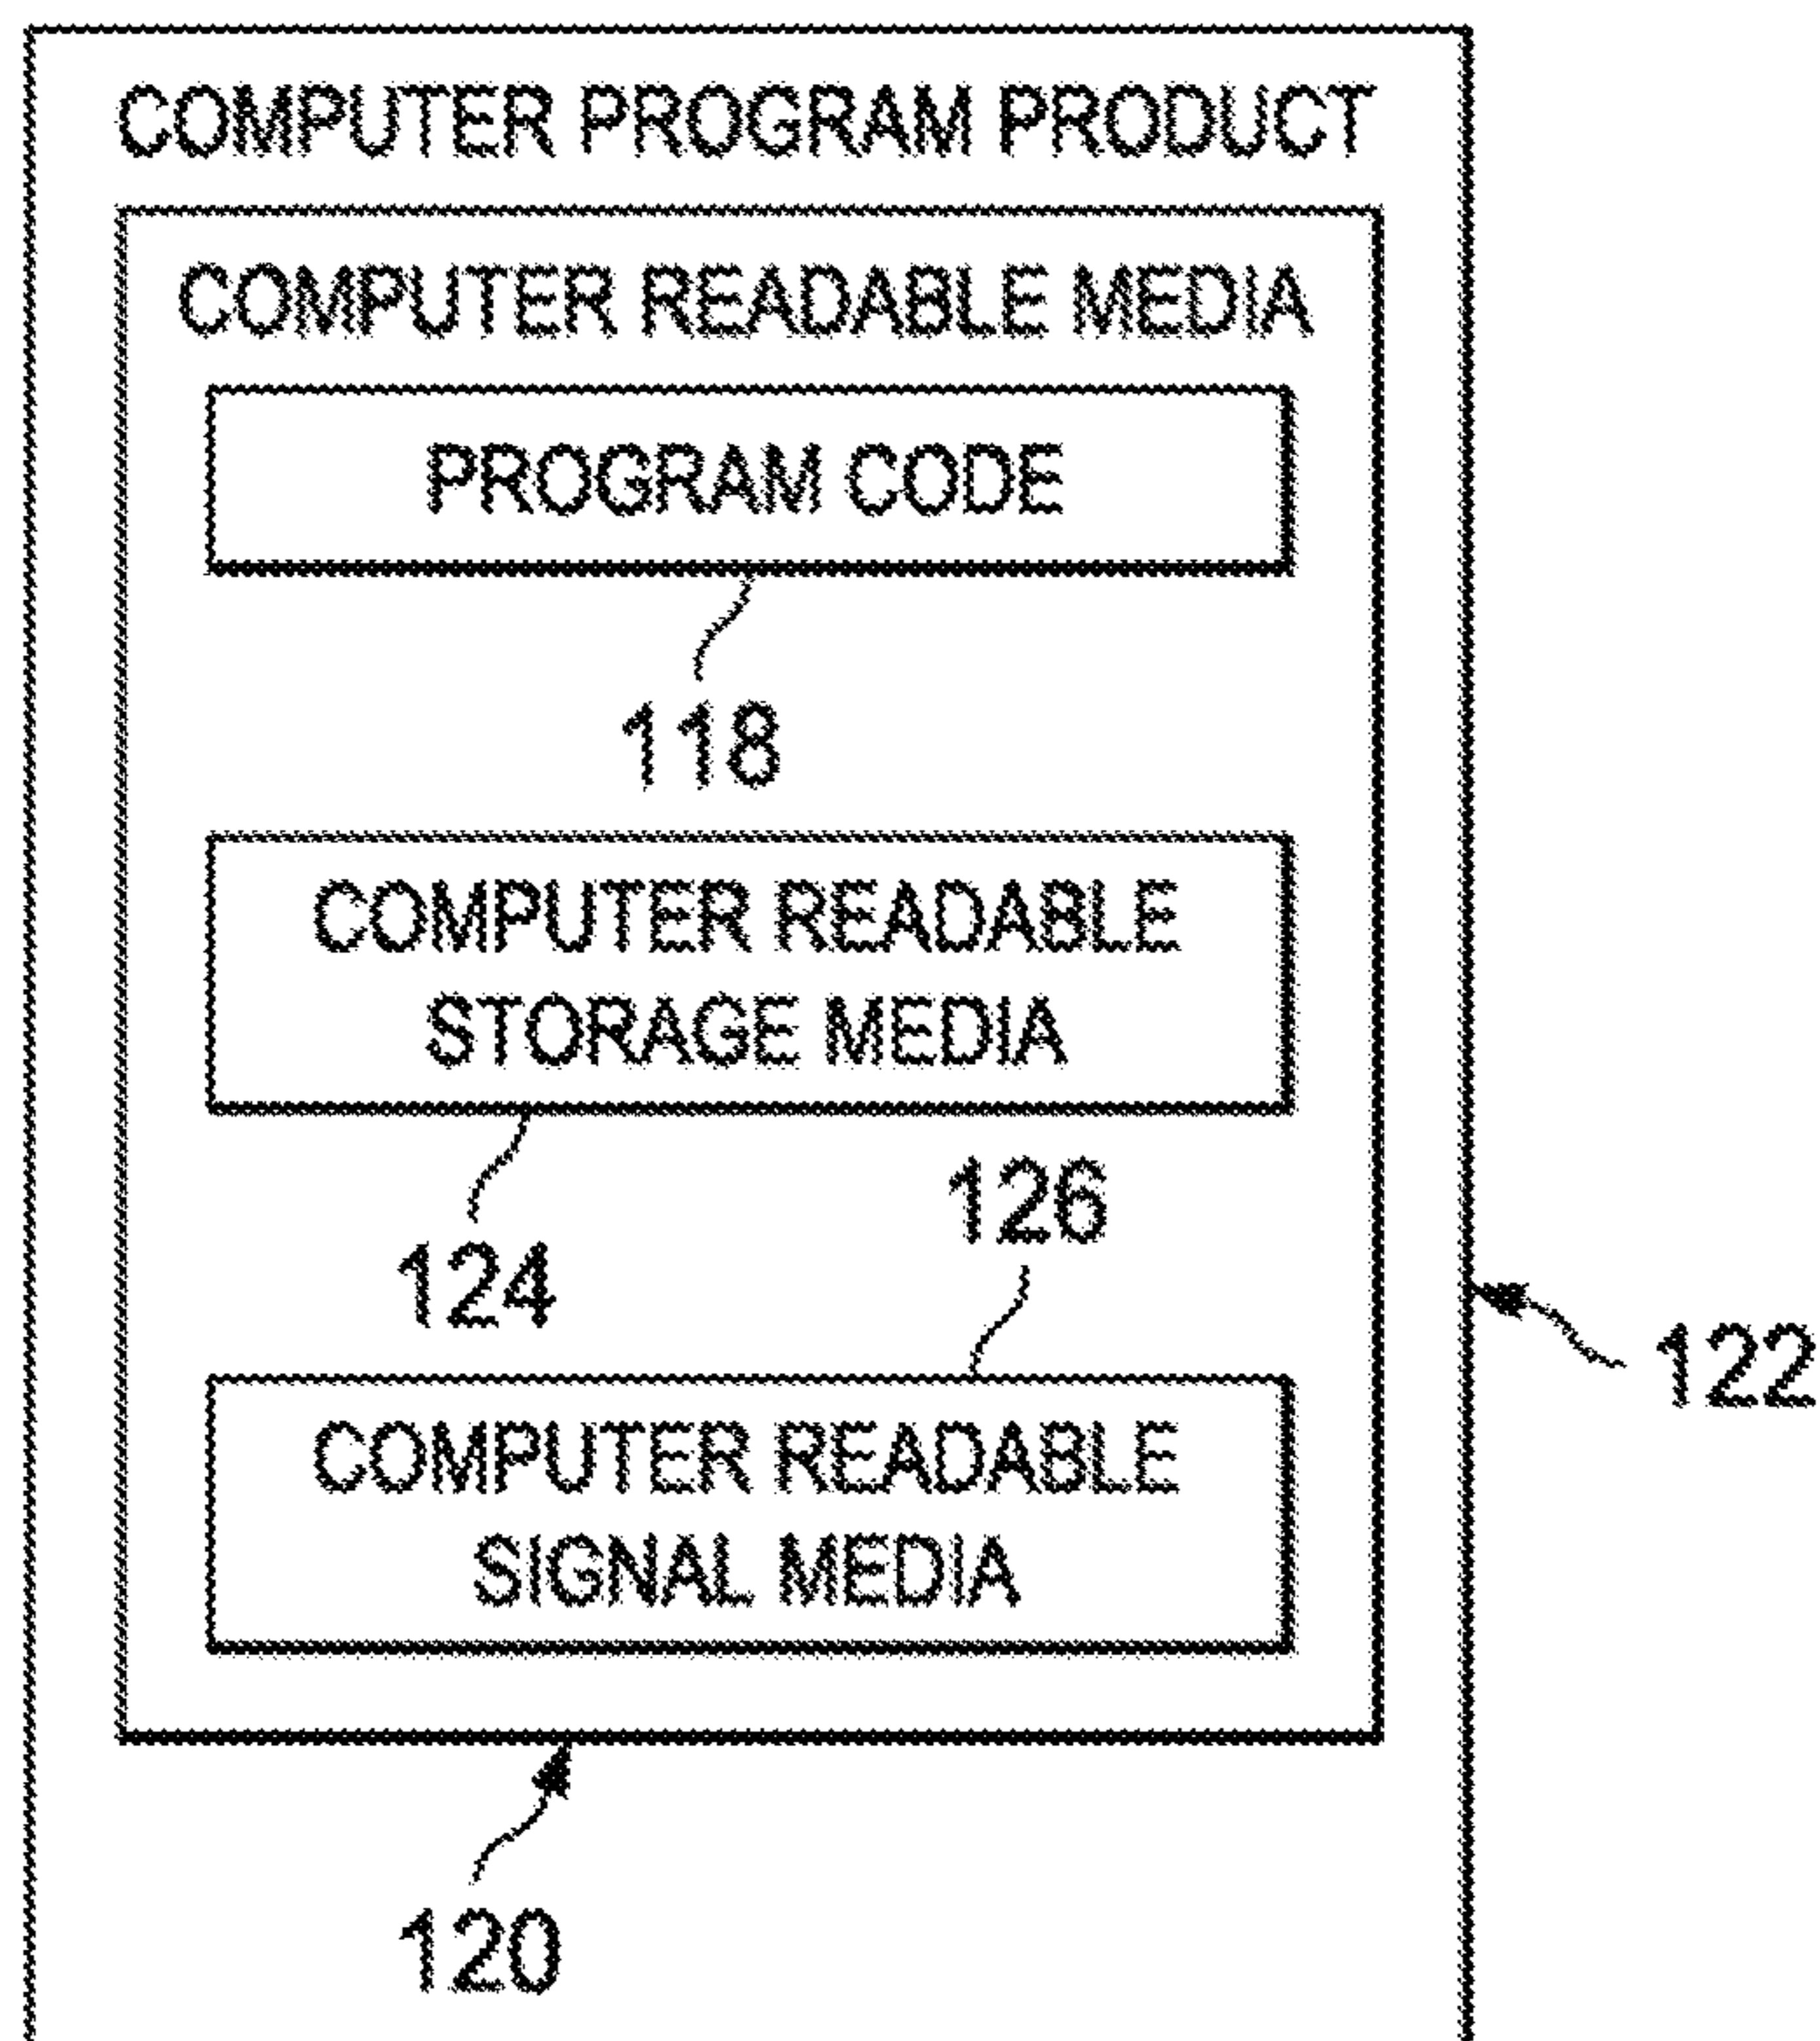 COMPUTER PROGRAM PRODUCT
COMPUTER READABLE MEDIA
PROGRAM CODE
118
COMPUTER READABLE
STORAGE MEDIA
126
124
122
COMPUTER READABLE
SIGNAL MEDIA
120